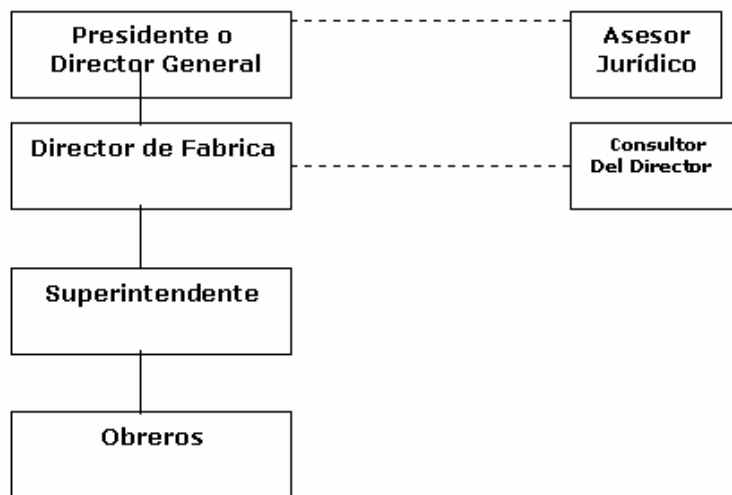 Presidente o
Director General
Asesor
Jurídico
Director de Fabrica
Consultor
Del Director
Superintendente
Obreros